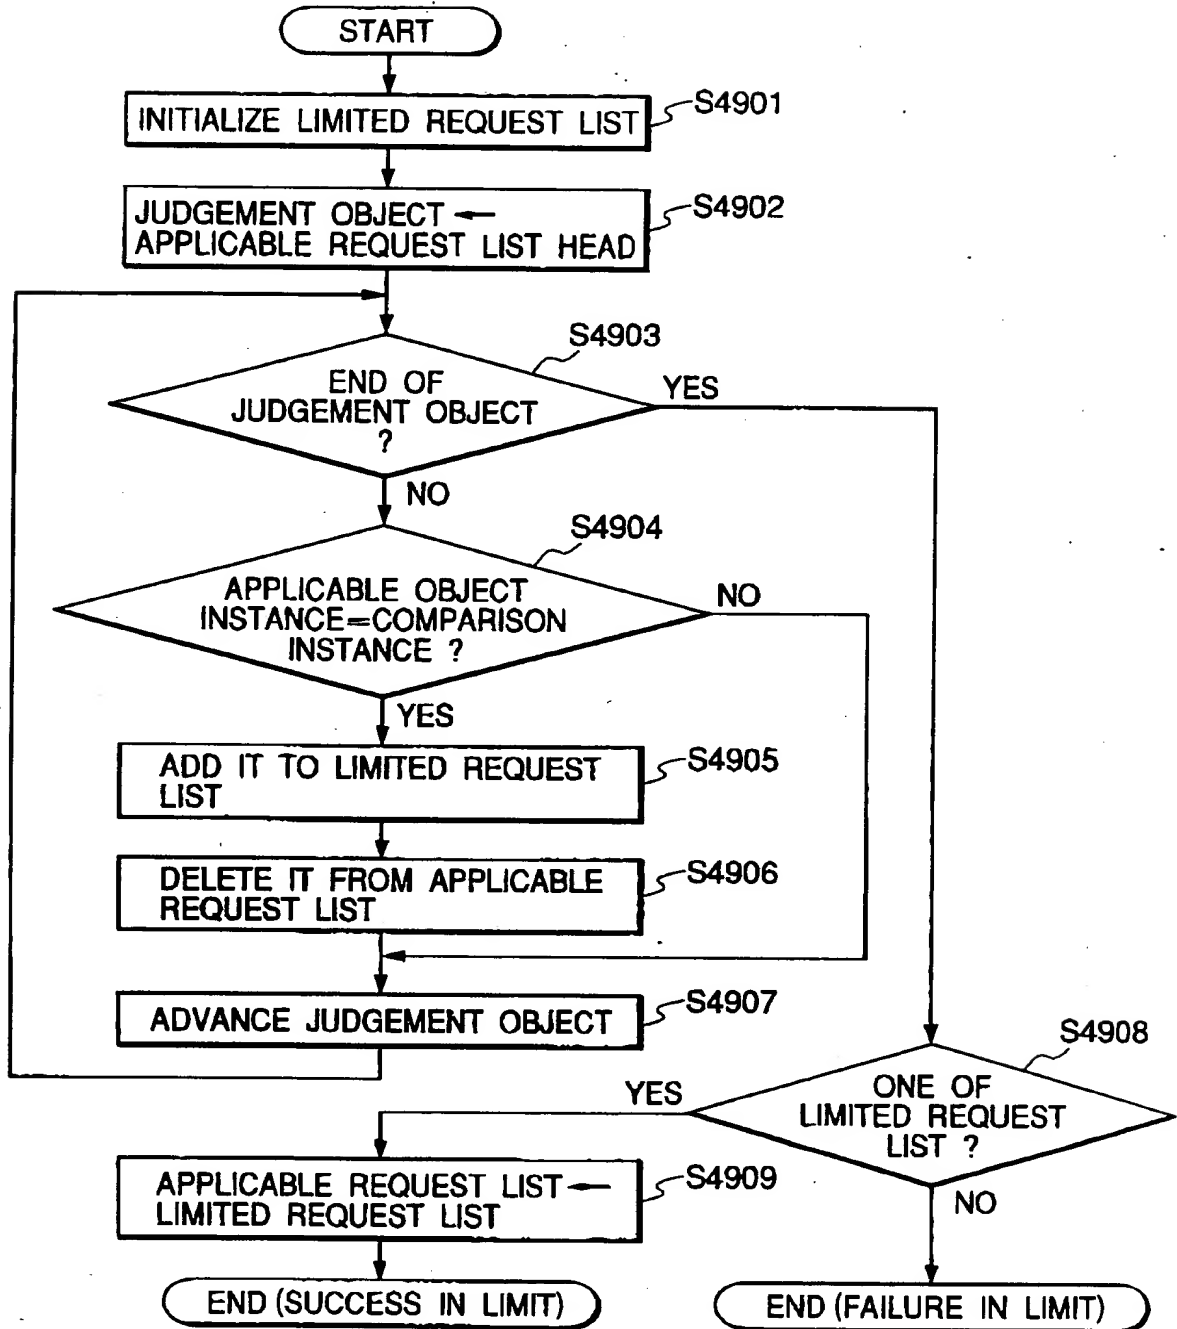 START
INITIALIZE LIMITED REQUEST LIST
S4901
JUDGEMENT OBJECT ←
APPLICABLE REQUEST LIST HEAD
S4902
S4903
END OF
JUDGEMENT OBJECT
?
YES
NO
S4904
APPLICABLE OBJECT
INSTANCE=COMPARISON
INSTANCE ?
NO
YES
ADD IT TO LIMITED REQUEST
LIST
S4905
DELETE IT FROM APPLICABLE
REQUEST LIST
S4906
ADVANCE JUDGEMENT OBJECT
S4907
S4908
ONE OF
LIMITED REQUEST
LIST ?
YES
NO
APPLICABLE REQUEST LIST ←
LIMITED REQUEST LIST
S4909
END (SUCCESS IN LIMIT)
END (FAILURE IN LIMIT)